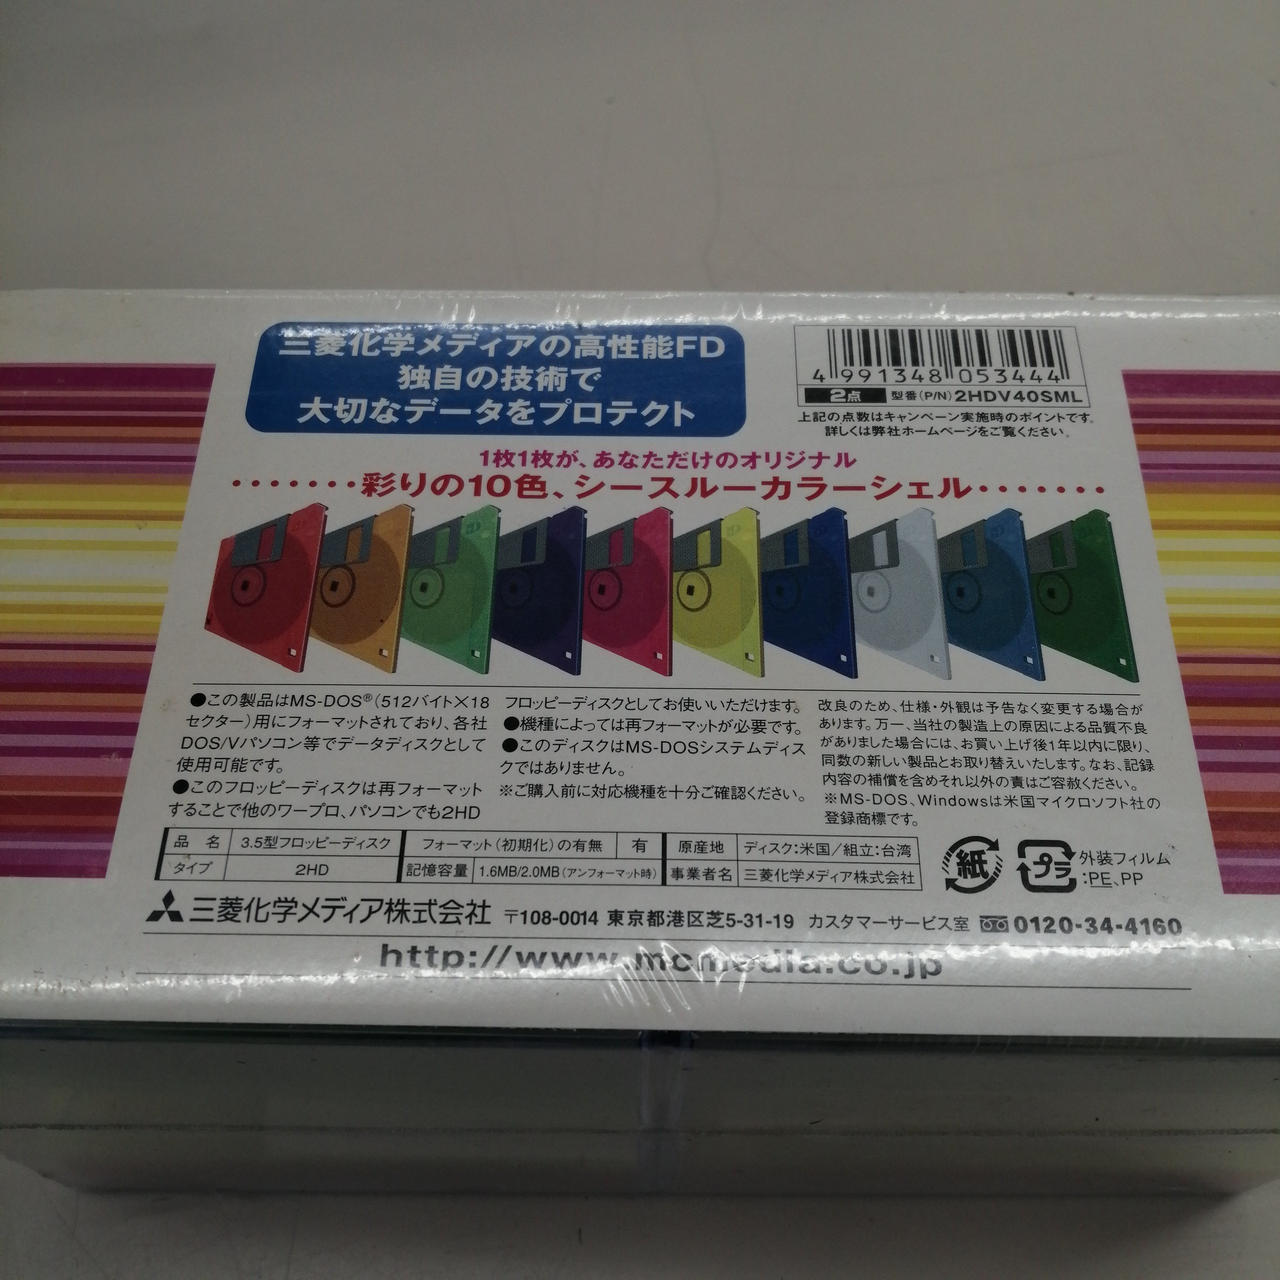 三菱化学メディアの高性能FD
独自の技術で
大切なデータをプロテクト
4 991348 053444
2点 型番(P/N) 2HDV40SML
上記の点数はキャンペーン実施時のポイントです。
詳しくは弊社ホームページをご覧ください。
1枚1枚が、あなただけのオリジナル
・・・・・・・彩りの10色、シースルーカラーシェル・・・・・・・
●この製品はMS-DOS®(512バイト×18
セクター)用にフォーマットされており、各社
DOS/Vパソコン等でデータディスクとして
使用可能です。
●このフロッピーディスクは再フォーマット
することで他のワープロ、パソコンでも2HD
フロッピーディスクとしてお使いいただけます。
●機種によっては再フォーマットが必要です。
●このディスクはMS-DOSシステムディス
クではありません。
※ご購入前に対応機種を十分ご確認ください。
改良のため、仕様・外観は予告なく変更する場合が
あります。万一、当社の製造上の原因による品質不良
がありました場合には、お買い上げ後1年以内に限り、
同数の新しい製品とお取り替えいたします。なお、記録
内容の補償を含めそれ以外の責はご容赦ください。
※MS-DOS、Windowsは米国マイクロソフト社の
登録商標です。
品 名 3.5型フロッピーディスク フォーマット(初期化)の有無 有 原産地 ディスク:米国/組立:台湾
タイプ 2HD 記憶容量 1.6MB/2.0MB(アンフォーマット時) 事業者名 三菱化学メディア株式会社
紙 プラ 外装フィルム
:PE、PP
三菱化学メディア株式会社 〒108-0014 東京都港区芝5-31-19 カスタマーサービス室 0120-34-4160
http://www.mcmedia.co.jp